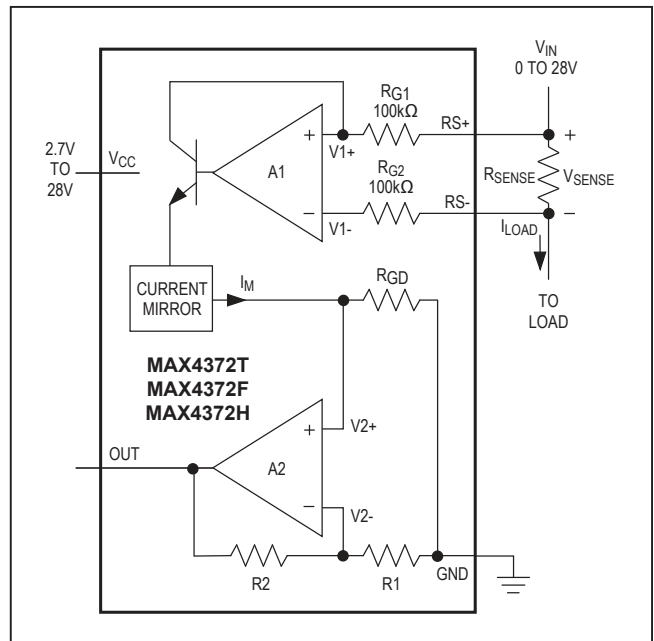 VIN
0 TO 28V
RG1
100kΩ
RS+
+
2.7V
TO
28V
VCC
+
V1+
A1
RG2
100kΩ
RSENSE
VSENSE
RS-
−
V1-
−
ILOAD
CURRENT
MIRROR
IM
RGD
TO
LOAD
MAX4372T
MAX4372F
MAX4372H
V2+
+
OUT
A2
−
V2-
R2
R1
GND